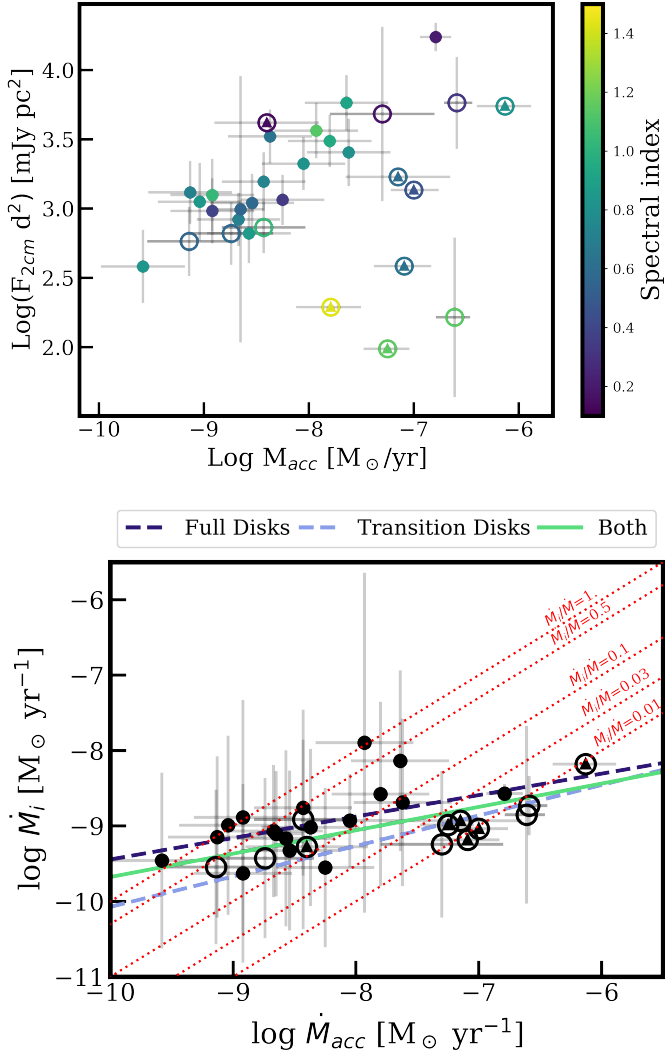 4.0
3.5
3.0
2.5
2.0
Log(F2cm d²) [mJy pc²]
−10 −9 −8 −7 −6
Log Macc [M⊙/yr]
1.4
1.2
1.0
0.8
0.6
0.4
0.2
Spectral index
Full Disks Transition Disks Both
−6
−7
−8
−9
−10
−11
log Ṁi [M⊙ yr⁻¹]
Ṁi/Ṁ=1.
Ṁi/Ṁ=0.5
Ṁi/Ṁ=0.1
Ṁi/Ṁ=0.03
Ṁi/Ṁ=0.01
−10 −9 −8 −7 −6
log Ṁacc [M⊙ yr⁻¹]